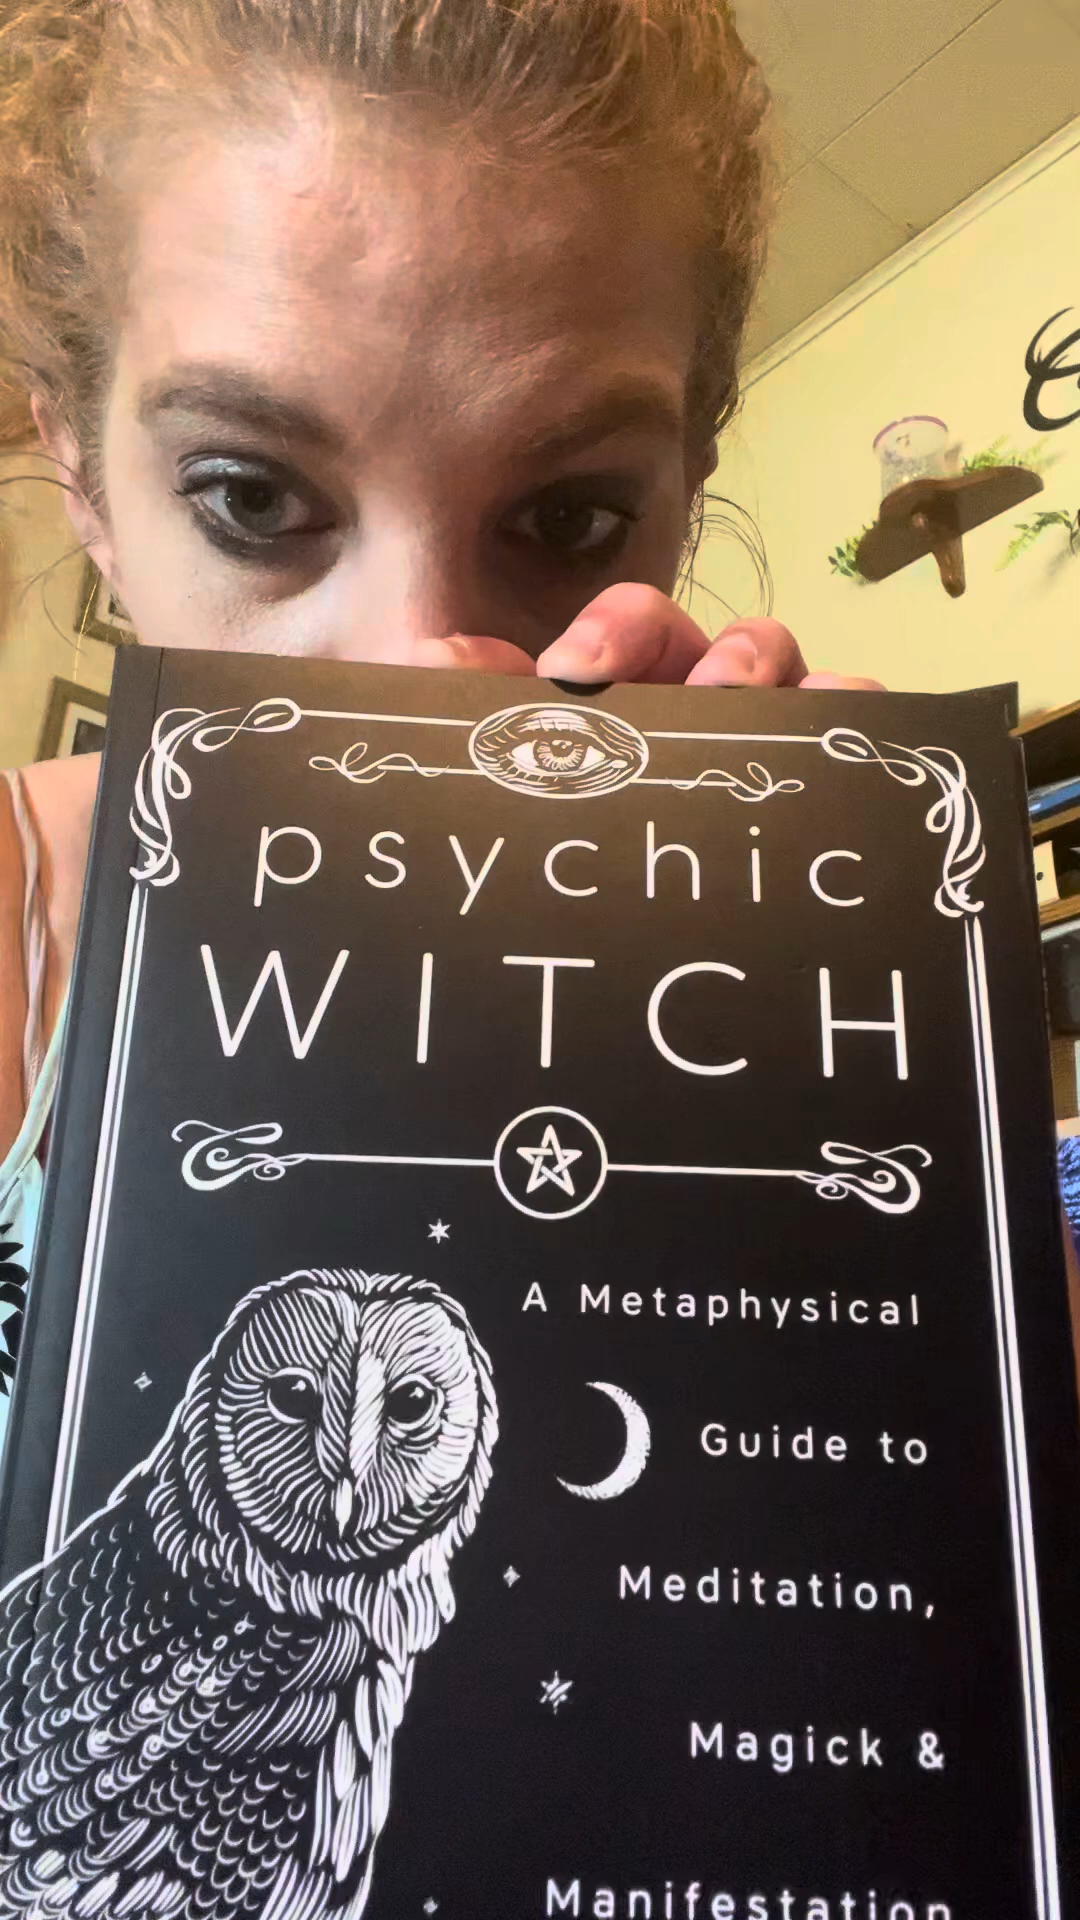 psychic
WITCH
A Metaphysical
Guide to
Meditation,
Magick &
Manifestation